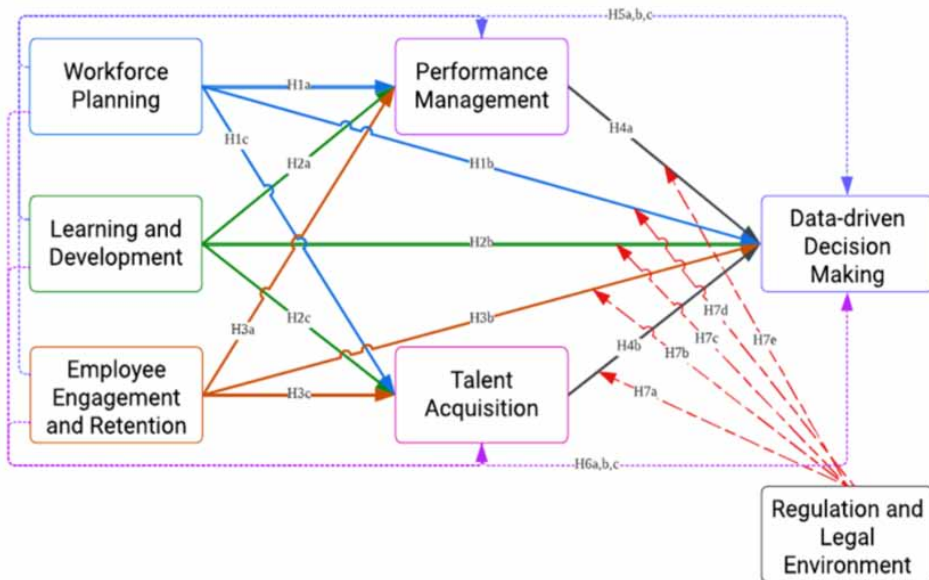 H5a,b,c
Workforce
Planning
Performance
Management
H1a
H4a
H1c
H2a
H1b
Learning and
Development
H2b
Data-driven
Decision
Making
H2c
H3a
H3b
H7d
H7c
H7e
H4b
H7b
Employee
Engagement
and Retention
H3c
Talent
Acquisition
H7a
H6a,b,c
Regulation and
Legal
Environment